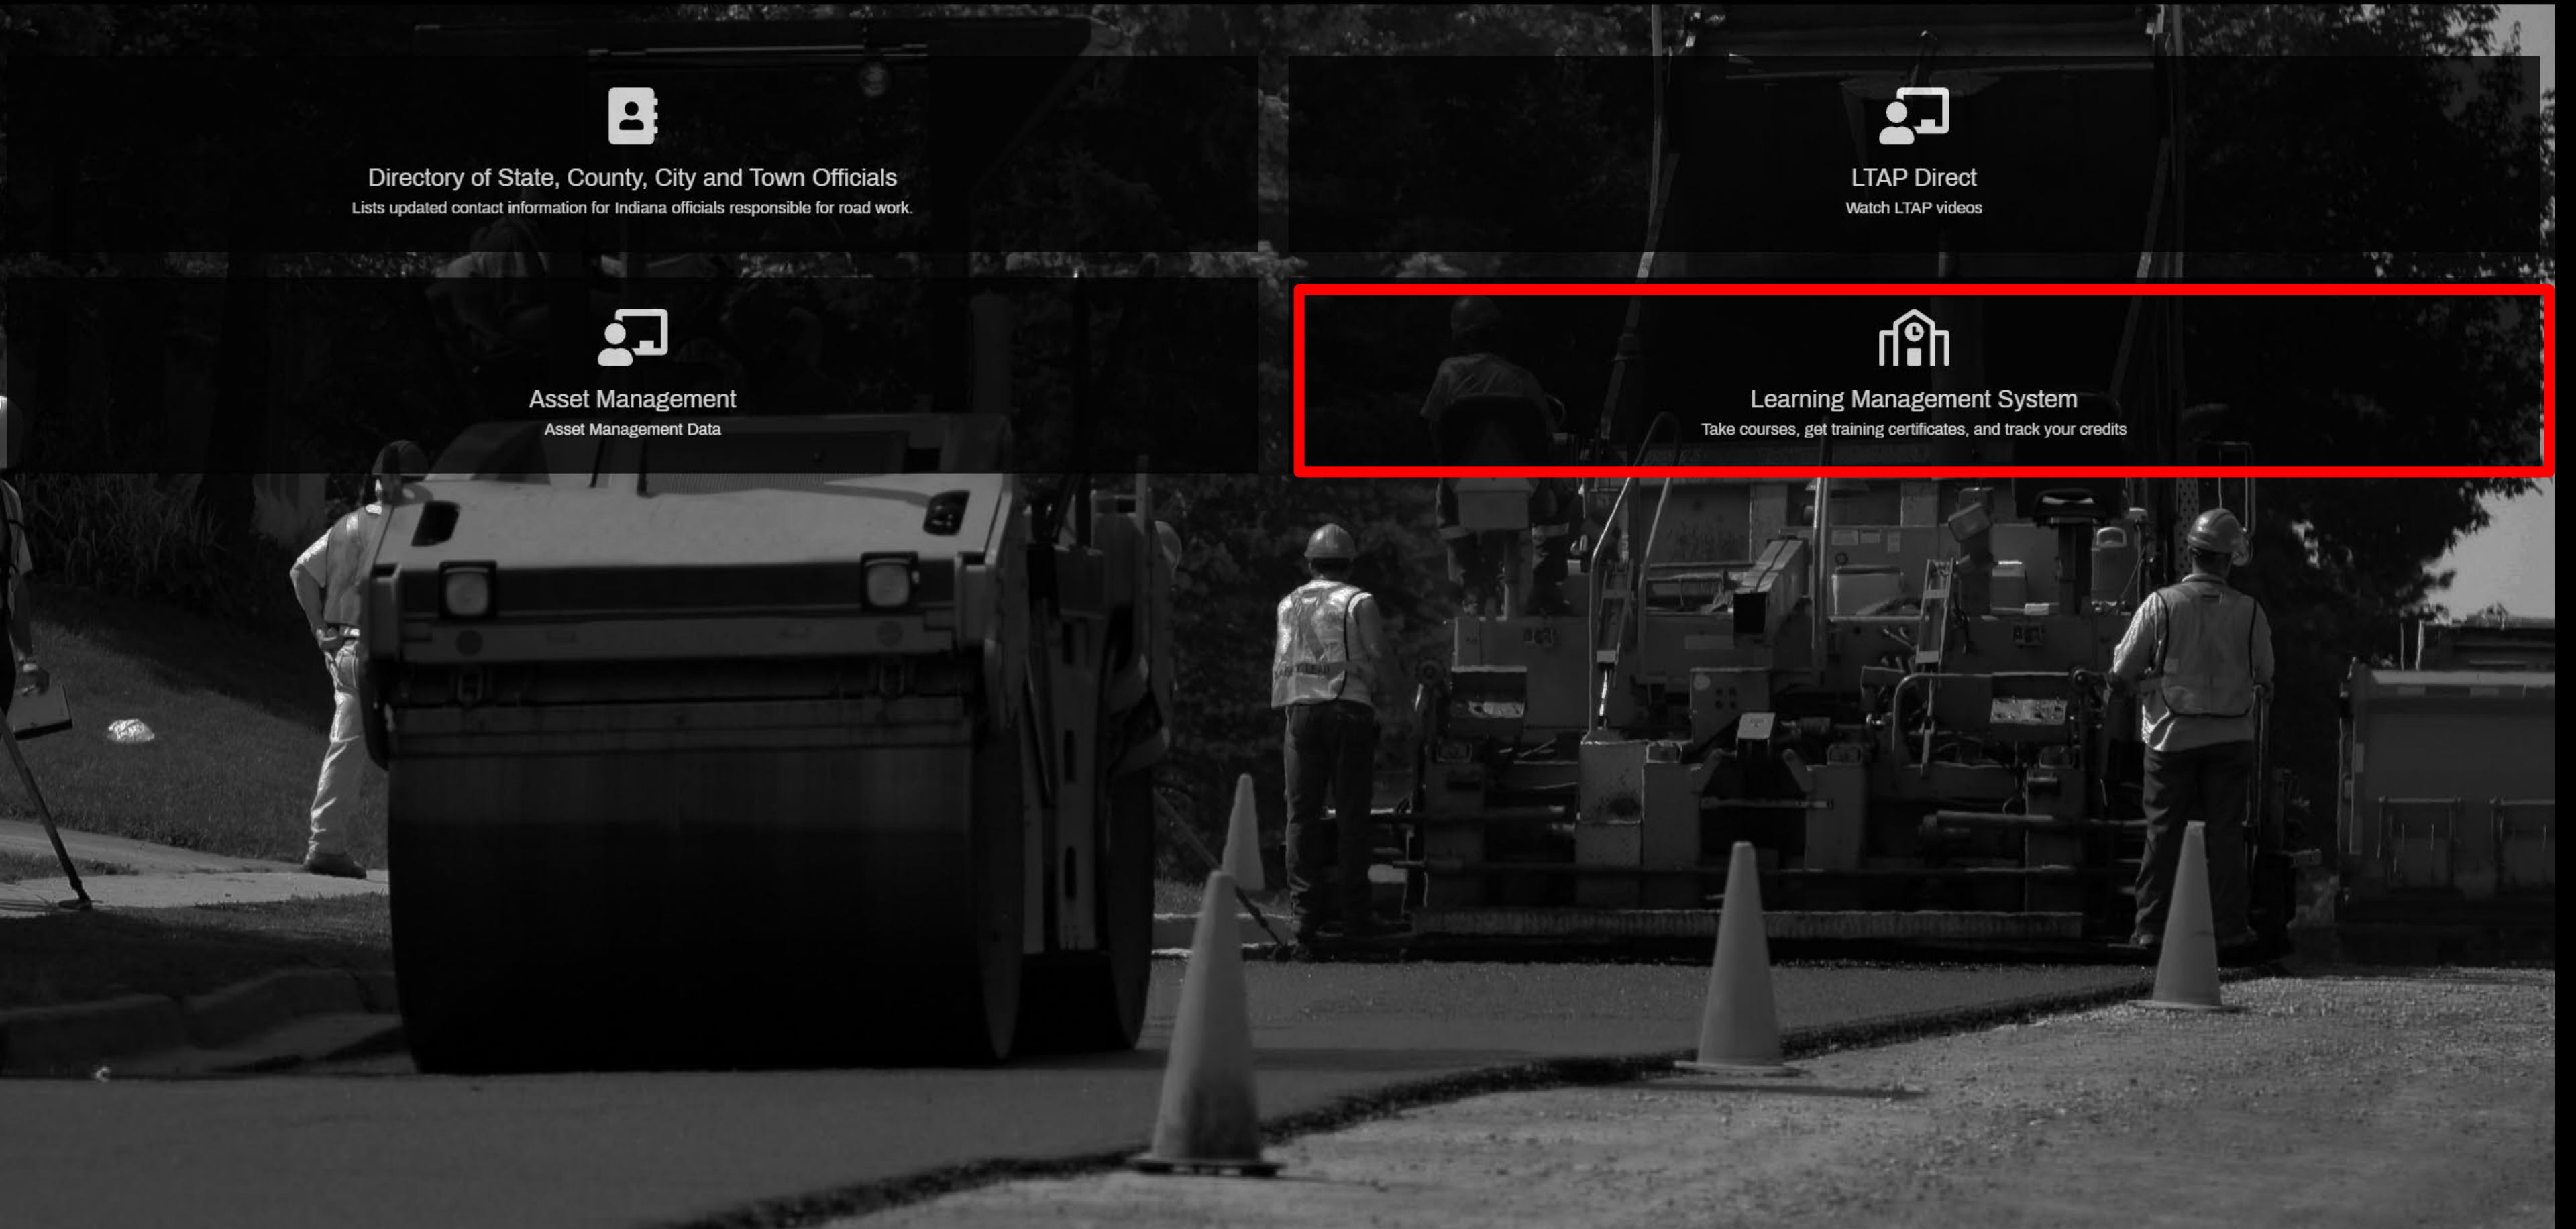 Directory of State, County, City and Town Officials
Lists updated contact information for Indiana officials responsible for road work.
LTAP Direct
Watch LTAP videos
Asset Management
Asset Management Data
Learning Management System
Take courses, get training certificates, and track your credits